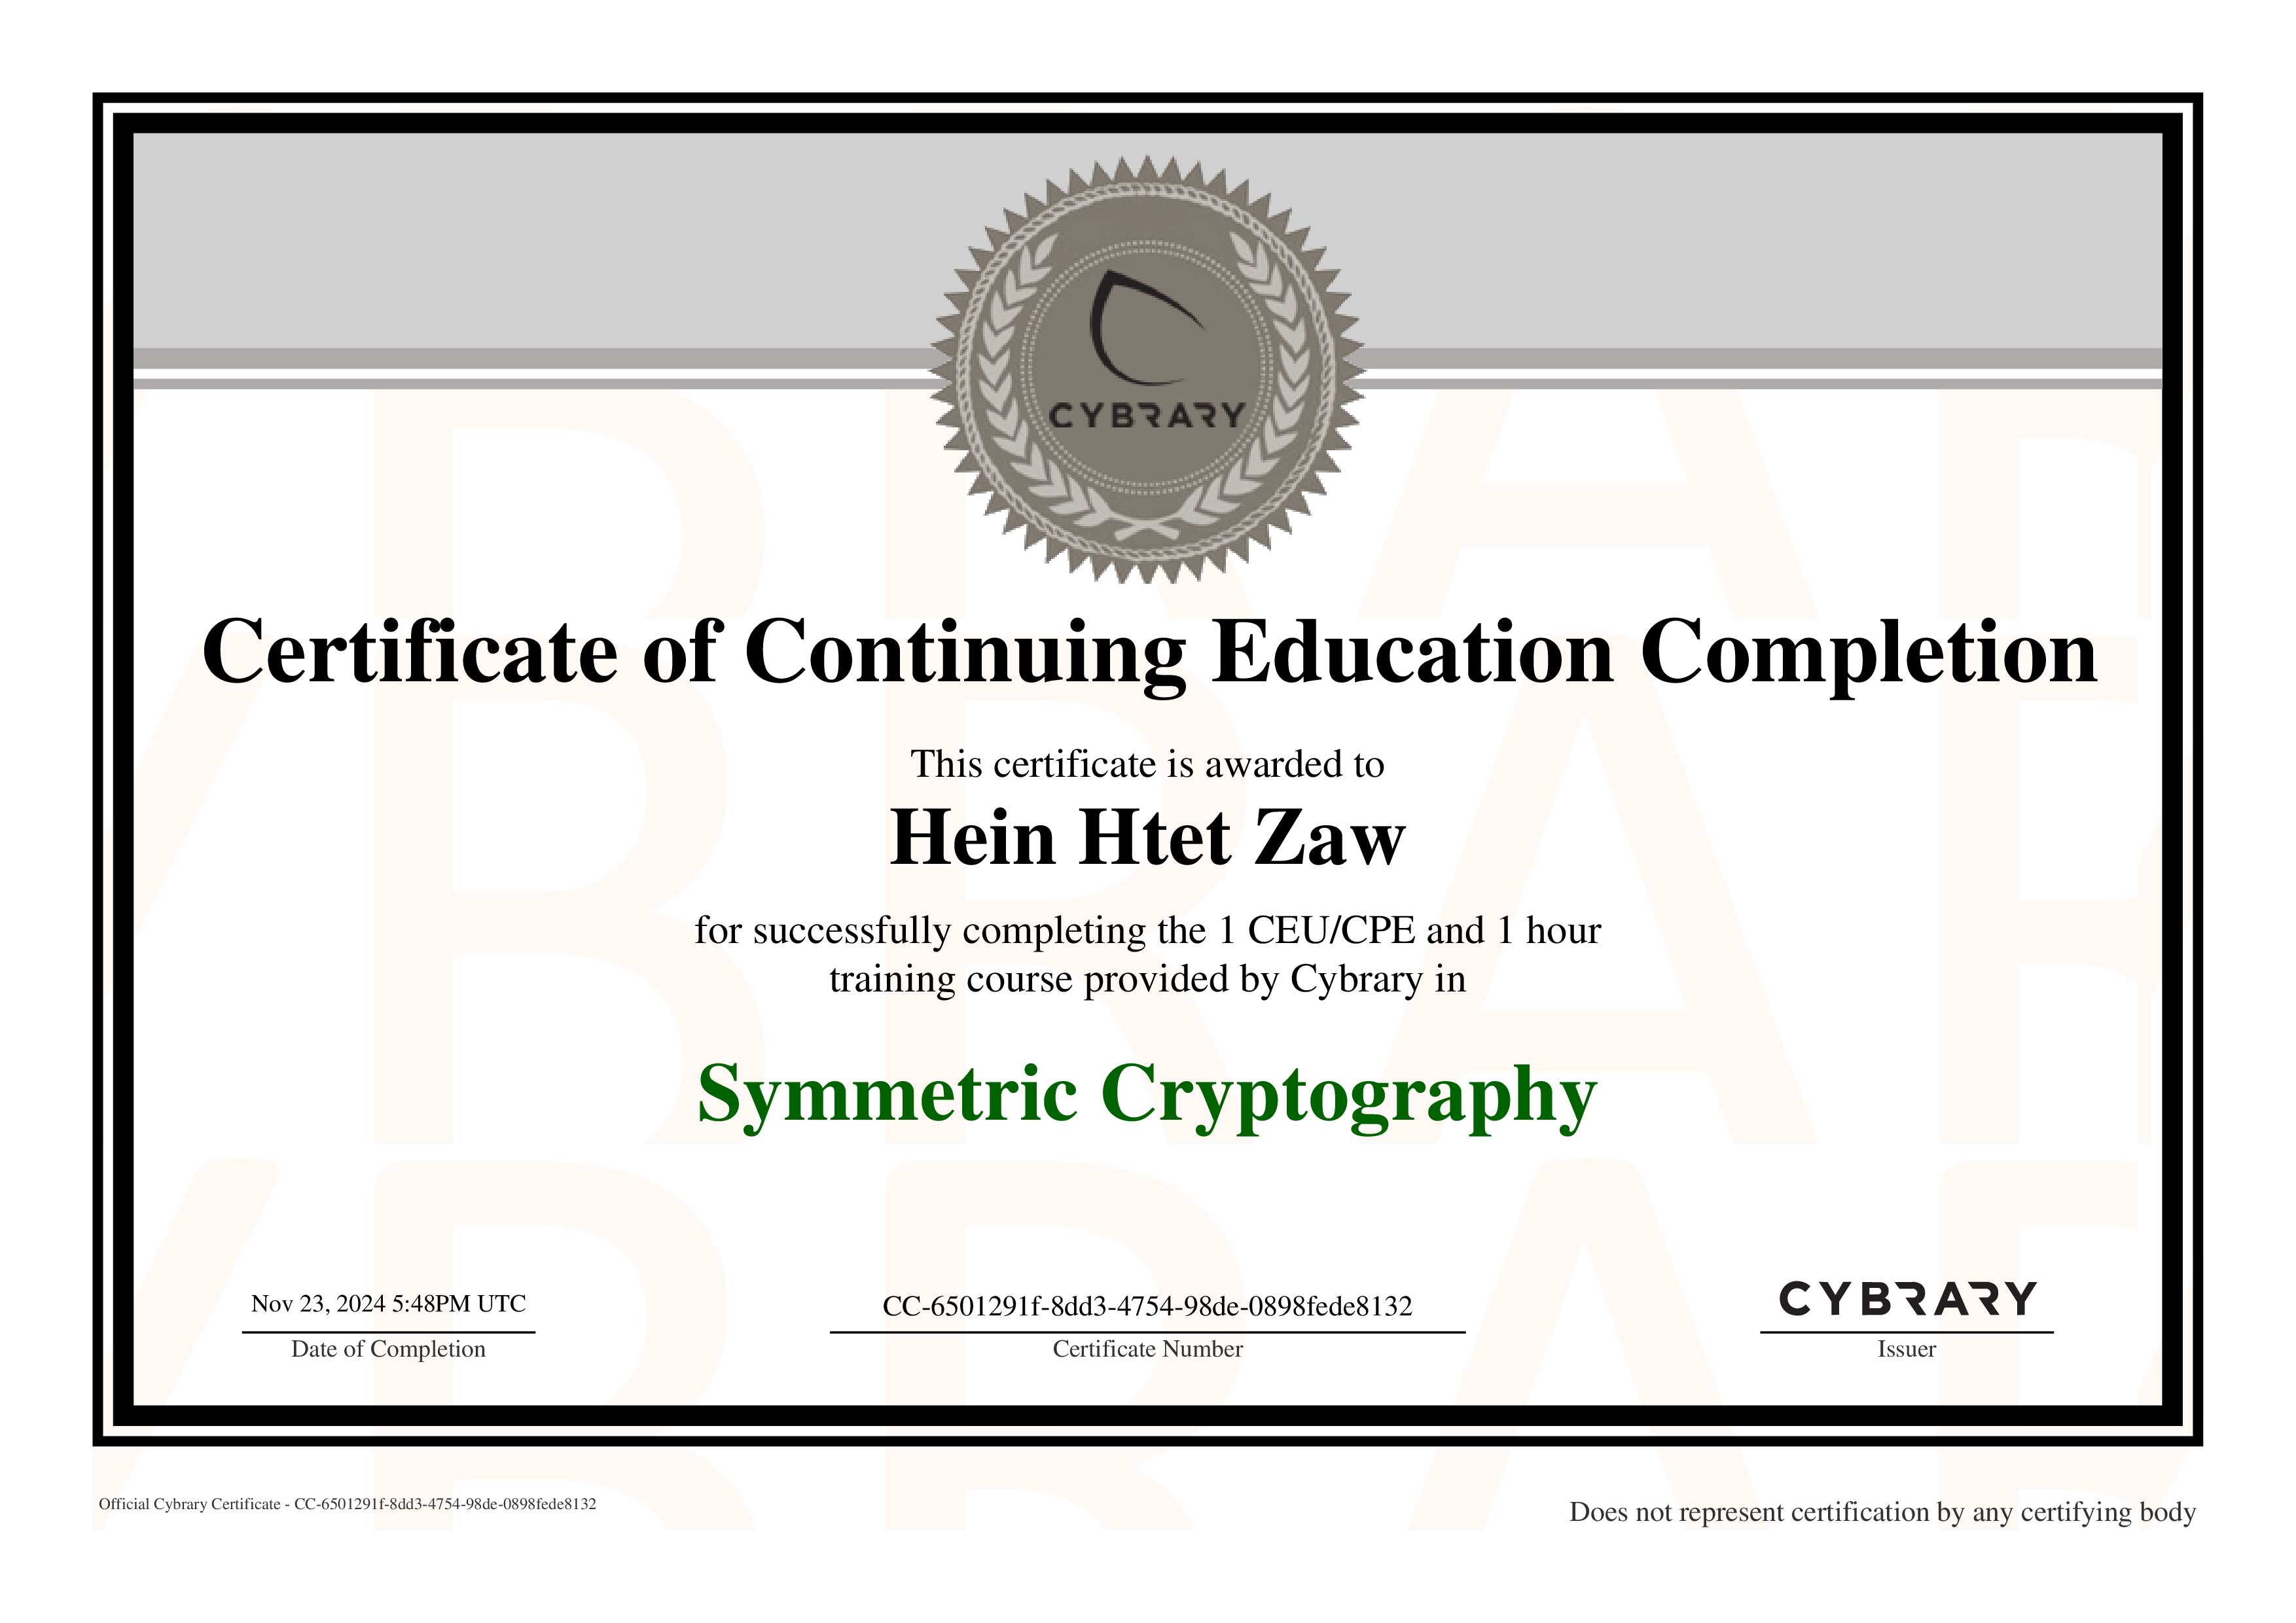 CYBRARY
Certificate of Continuing Education Completion
This certificate is awarded to
Hein Htet Zaw
for successfully completing the 1 CEU/CPE and 1 hour
training course provided by Cybrary in
Symmetric Cryptography
Nov 23, 2024 5:48PM UTC
Date of Completion
CC-6501291f-8dd3-4754-98de-0898fede8132
Certificate Number
CYBRARY
Issuer
Official Cybrary Certificate - CC-6501291f-8dd3-4754-98de-0898fede8132
Does not represent certification by any certifying body